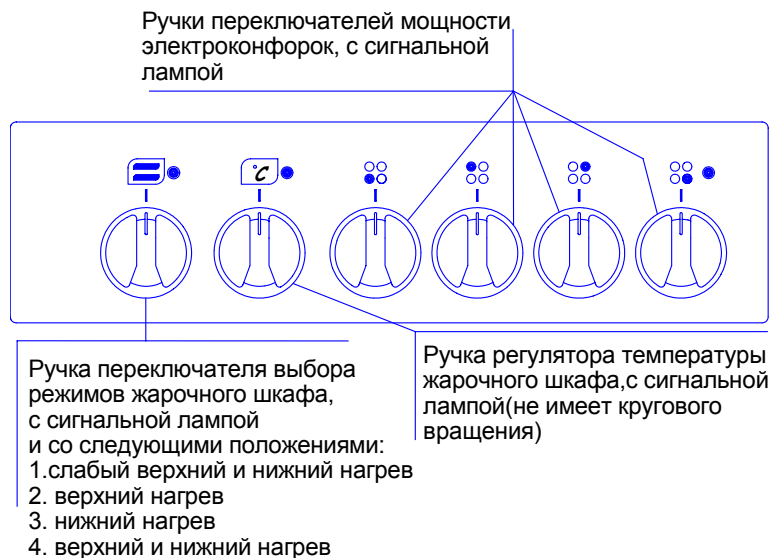 Ручки переключателей мощности
электроконфорок, с сигнальной
лампой
°C
Ручка переключателя выбора
режимов жарочного шкафа,
с сигнальной лампой
и со следующими положениями:
1.слабый верхний и нижний нагрев
2. верхний нагрев
3. нижний нагрев
4. верхний и нижний нагрев
Ручка регулятора температуры
жарочного шкафа,с сигнальной
лампой(не имеет кругового
вращения)